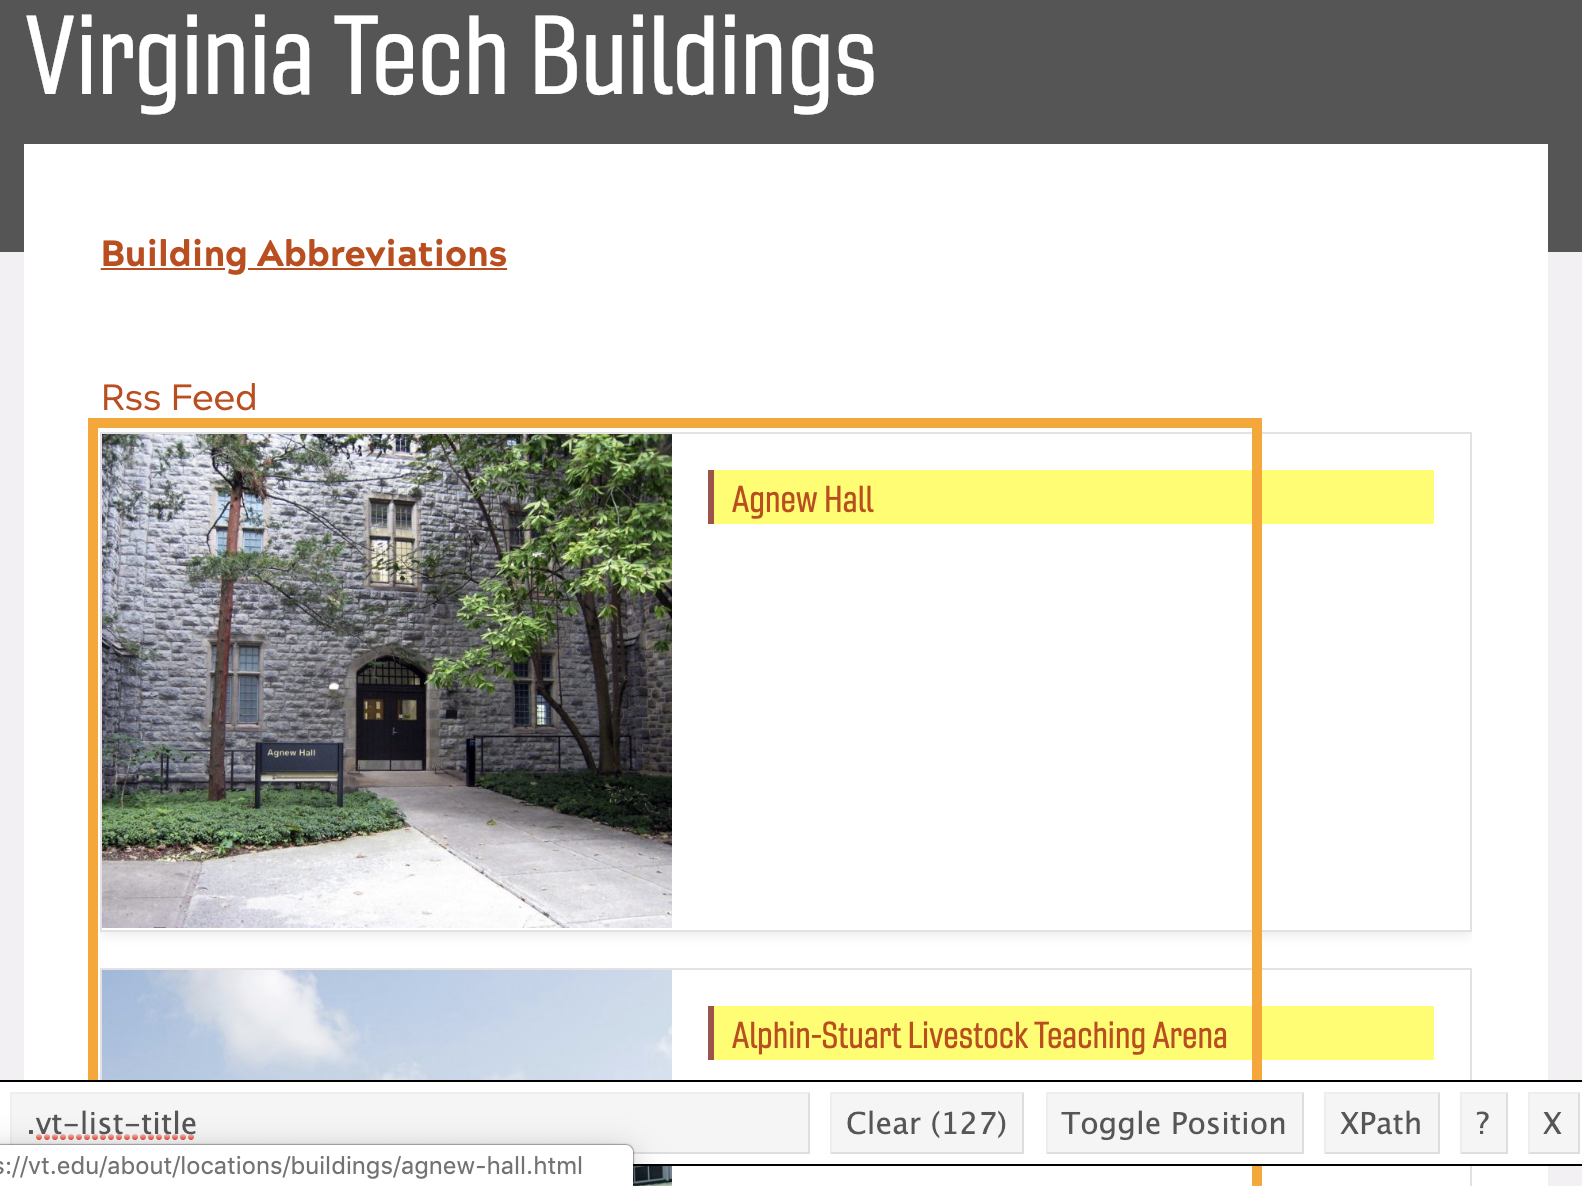 Virginia Tech Buildings
Building Abbreviations
Rss Feed
Agnew Hall
Agnew Hall
Alphin-Stuart Livestock Teaching Arena
.vt-list-title
Clear (127)
Toggle Position
XPath
?
X
s://vt.edu/about/locations/buildings/agnew-hall.html